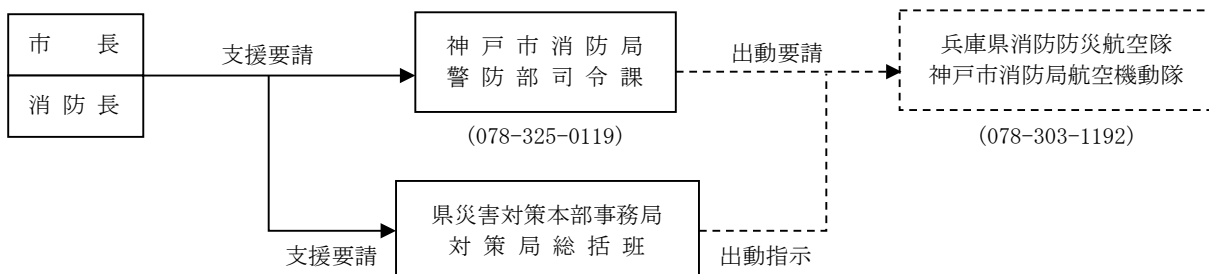 市長
消防長
支援要請
神戸市消防局
警防部司令課
(078-325-0119)
出動要請
兵庫県消防防災航空隊
神戸市消防局航空機動隊
(078-303-1192)
支援要請
県災害対策本部事務局
対策局総括班
出動指示